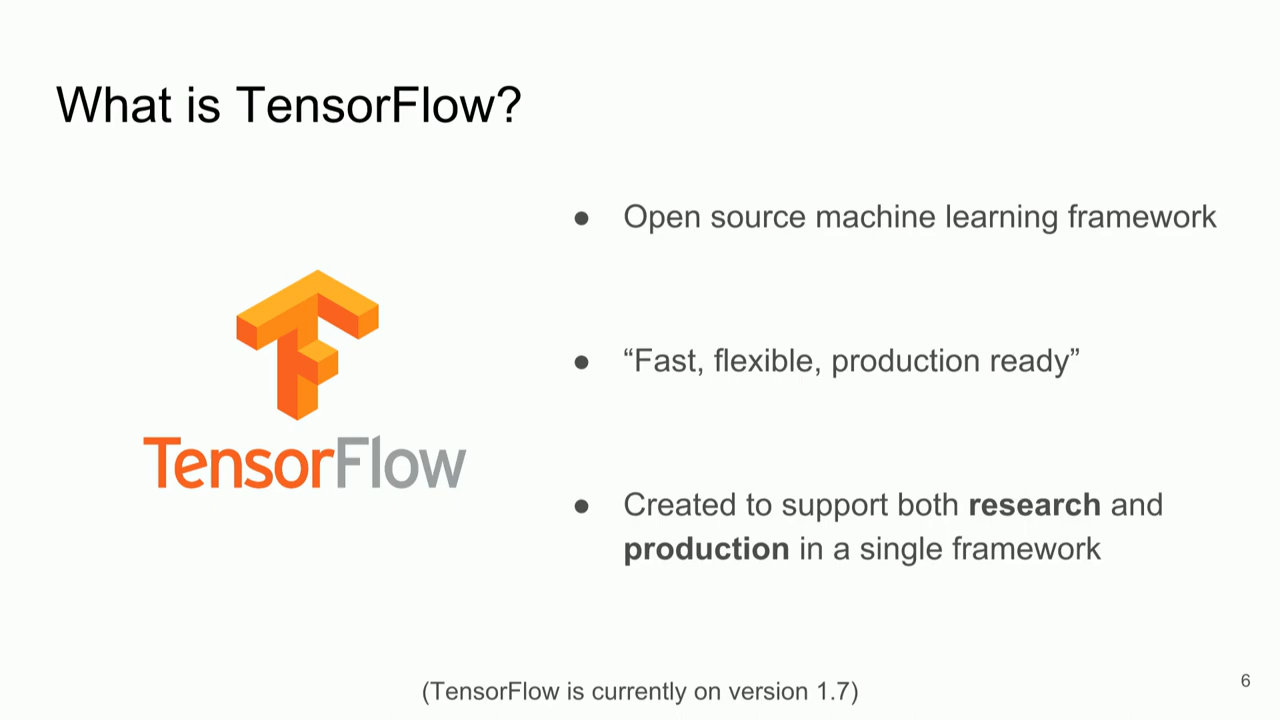 What is TensorFlow?
● Open source machine learning framework
● “Fast, flexible, production ready”
TensorFlow
● Created to support both research and
production in a single framework
(TensorFlow is currently on version 1.7)
6